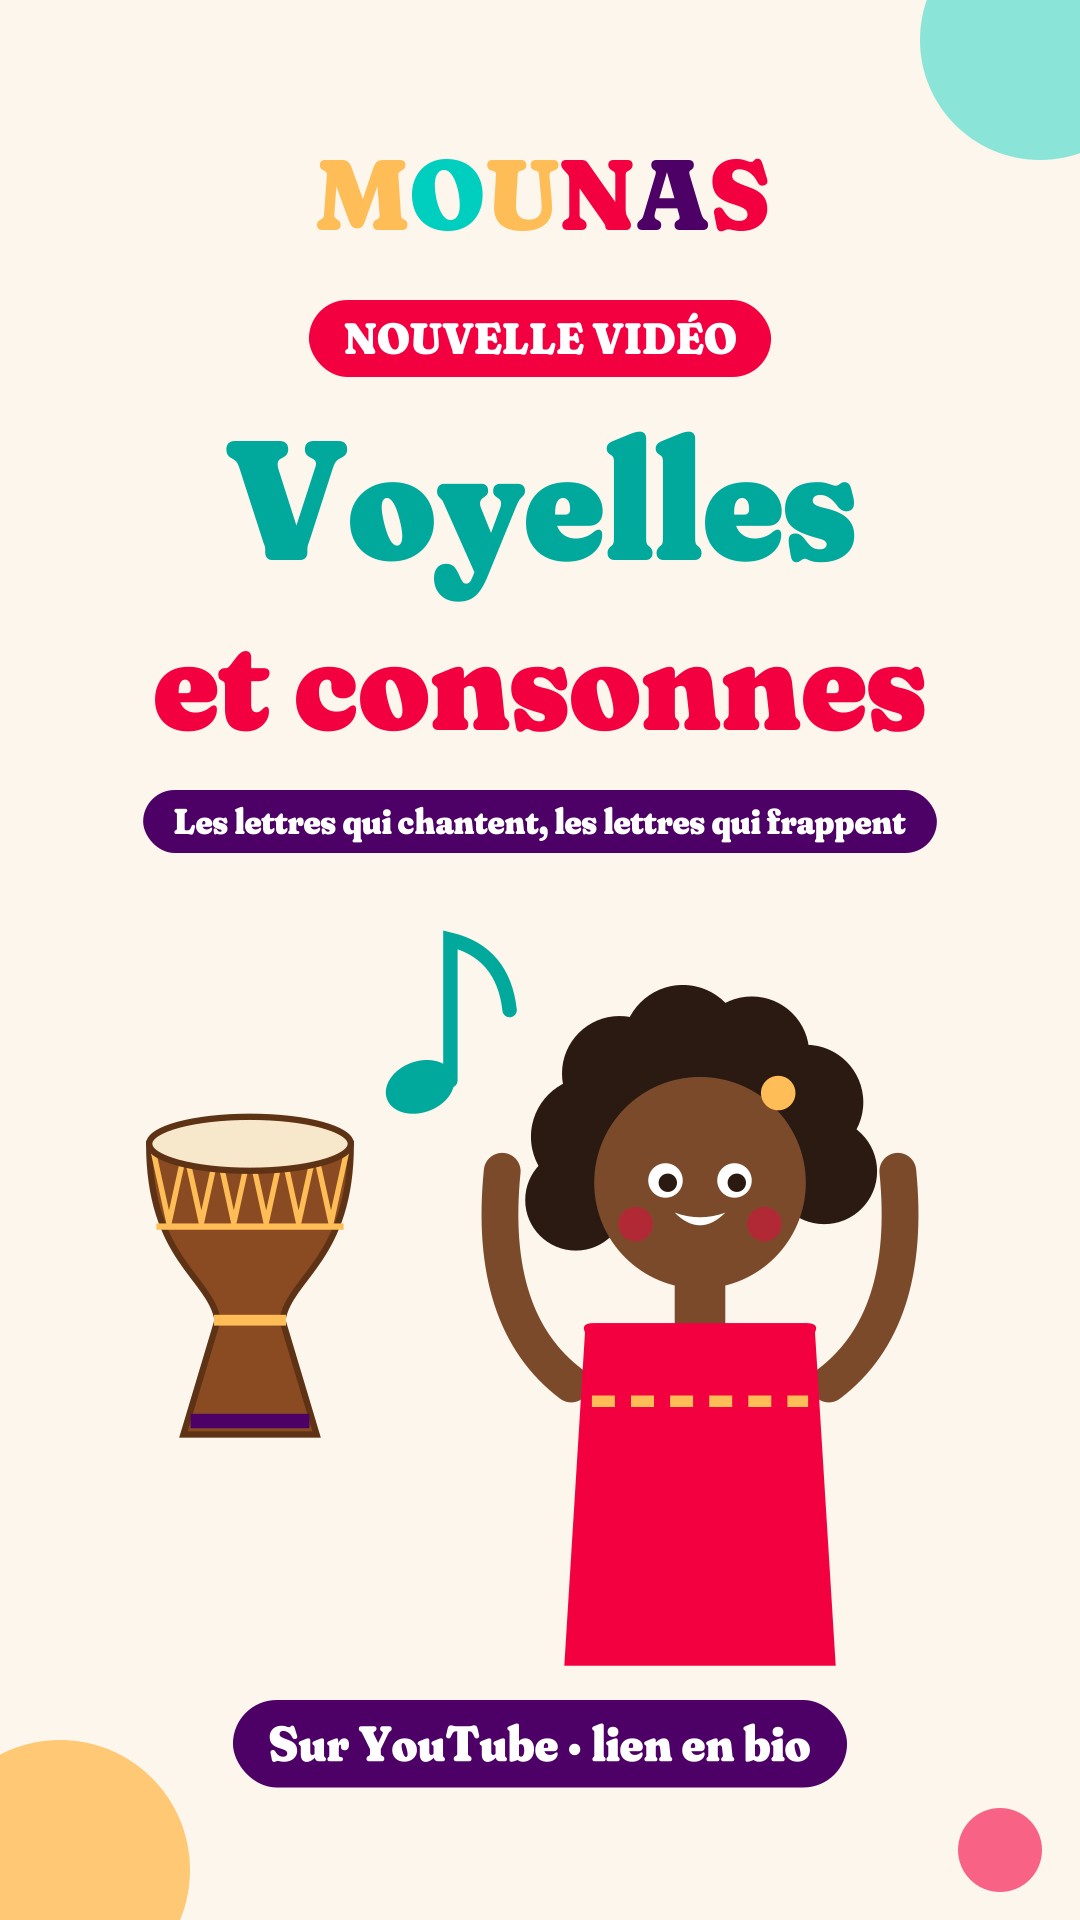 MOUNAS
NOUVELLE VIDÉO
Voyelles
et consonnes
Les lettres qui chantent, les lettres qui frappent
Sur YouTube • lien en bio